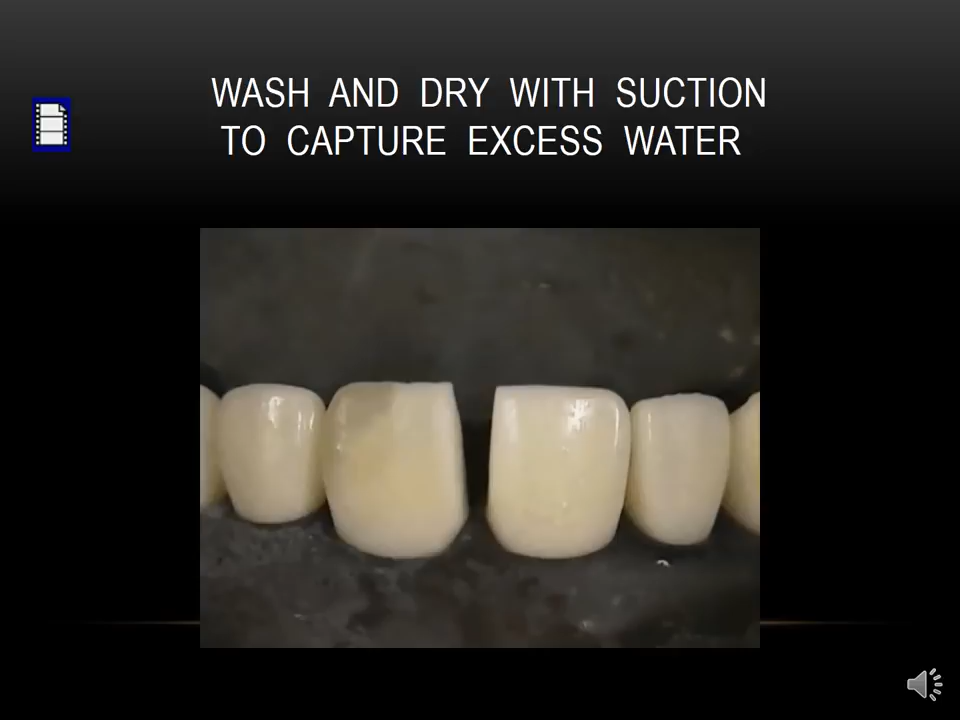 WASH AND DRY WITH SUCTION
TO CAPTURE EXCESS WATER